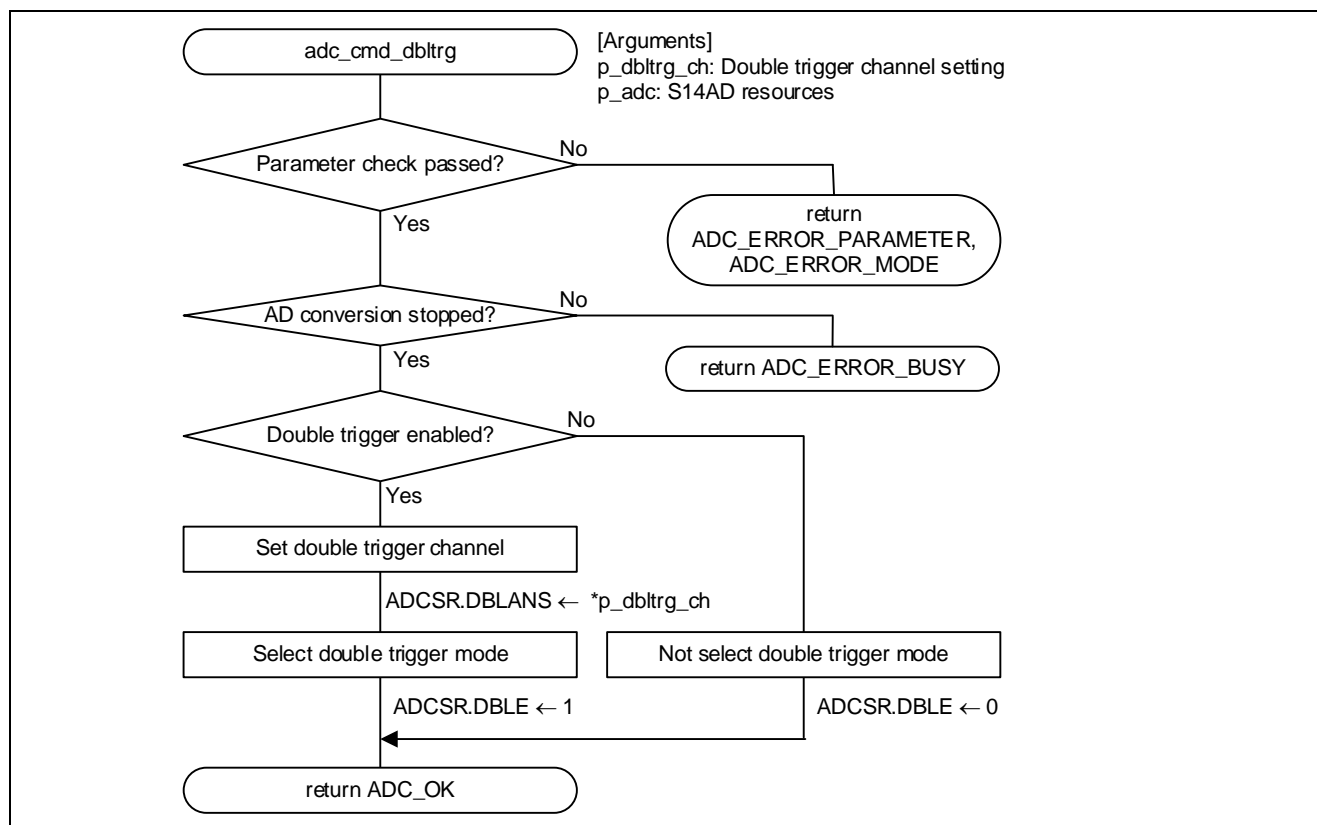 adc_cmd_dbltrg
[Arguments]
p_dbltrg_ch: Double trigger channel setting
p_adc: S14AD resources
Parameter check passed?
No
return
ADC_ERROR_PARAMETER,
ADC_ERROR_MODE
Yes
AD conversion stopped?
No
return ADC_ERROR_BUSY
Yes
Double trigger enabled?
No
Yes
Set double trigger channel
ADCSR.DBLANS ← *p_dbltrg_ch
Select double trigger mode
Not select double trigger mode
ADCSR.DBLE ← 1
ADCSR.DBLE ← 0
return ADC_OK